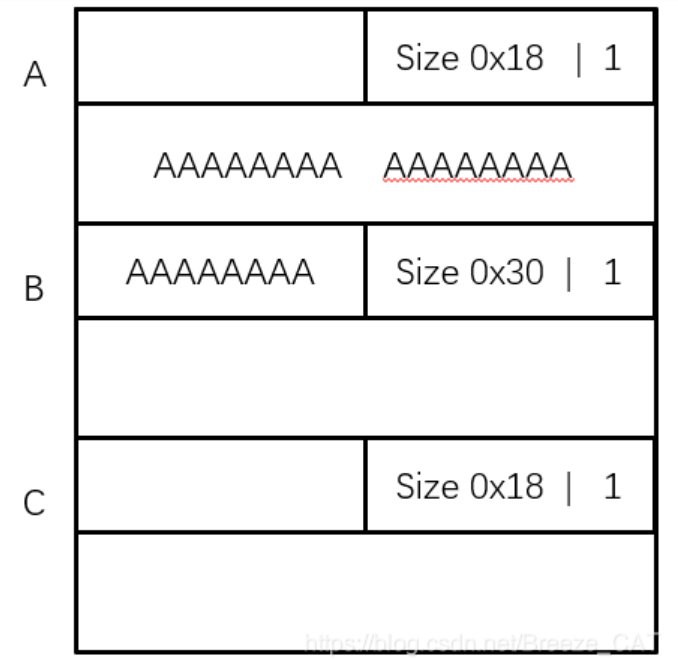 A
Size 0x18 | 1
AAAAAAAA AAAAAAAA
B
AAAAAAAA Size 0x30 | 1
C
Size 0x18 | 1
https://blog.csdn.net/Breeze_CAT